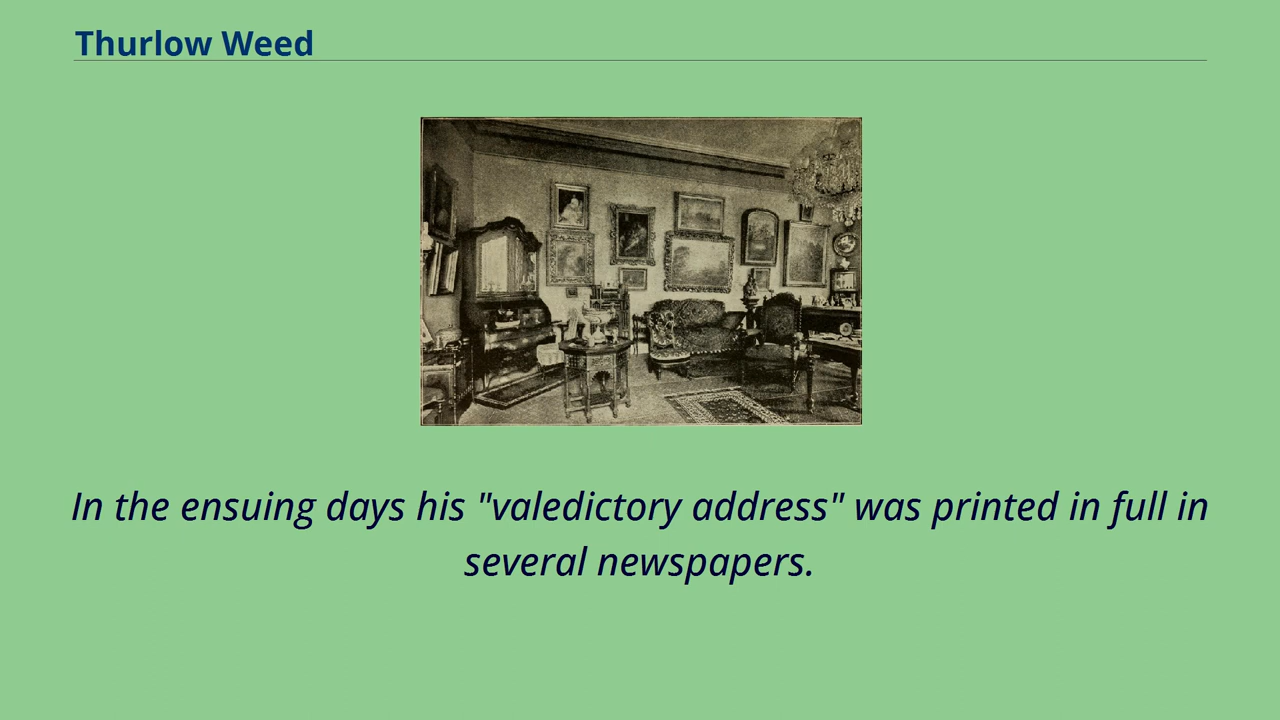 Thurlow Weed
In the ensuing days his "valedictory address" was printed in full in
several newspapers.